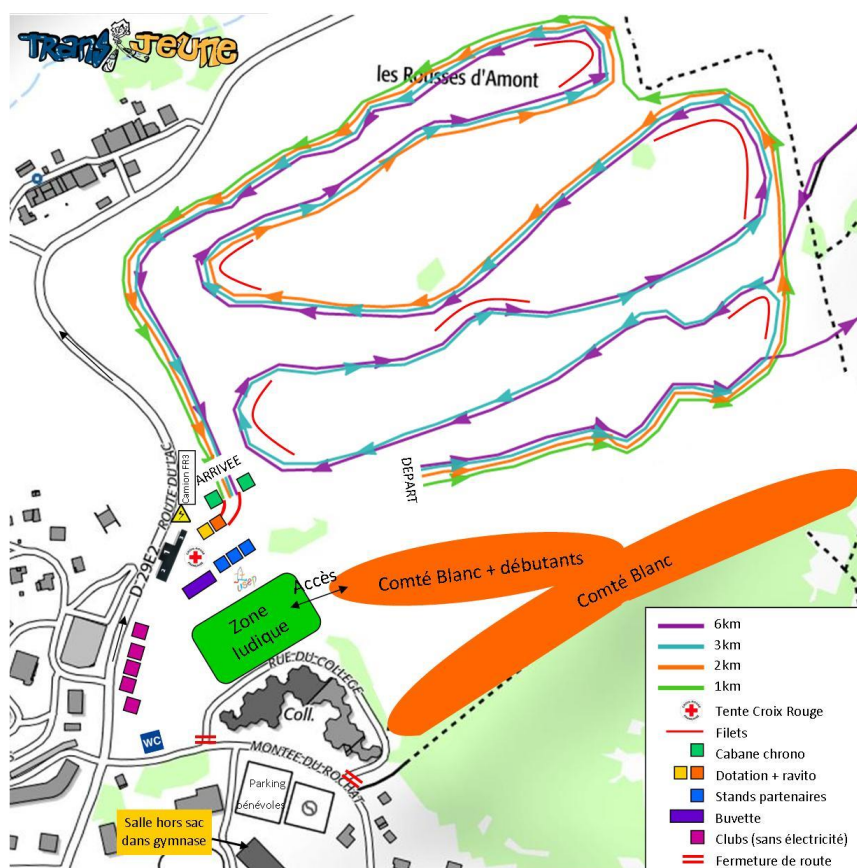 TRANS JEUNE
les Rousses d'Amont
ARRIVEE
DEPART
Camion FR3
D29E2
ROUTE DU LAC
usep
Accès
Comté Blanc + débutants
Comté Blanc
Zone
ludique
RUE DU COLLEGE
Coll.
WC
MONTEE DU ROCHAT
Parking
bénévoles
Salle hors sac
dans gymnase
6km
3km
2km
1km
Tente Croix Rouge
Filets
Cabane chrono
Dotation + ravito
Stands partenaires
Buvette
Clubs (sans électricité)
Fermeture de route